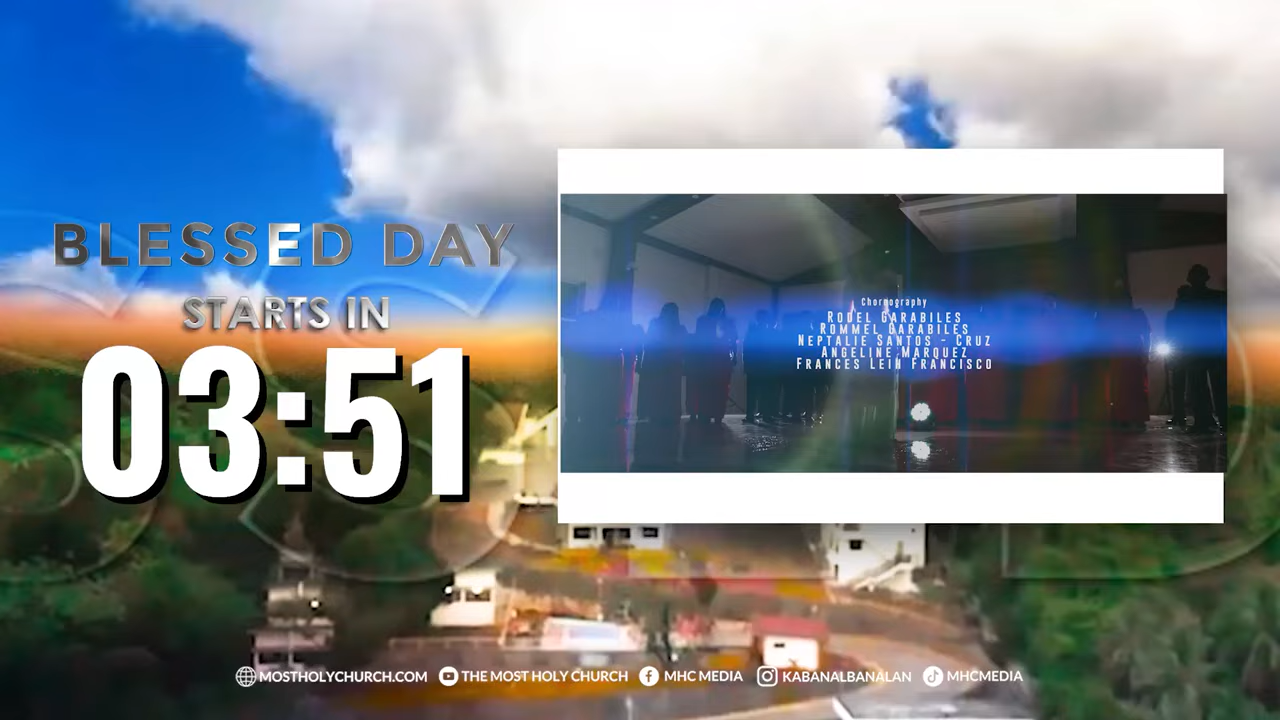 BLESSED DAY
STARTS IN
03:51
Choreography
RODEL GARABILES
ROMMEL GARABILES
NEPTALIE SANTOS - CRUZ
ANGELINE MARQUEZ
FRANCES LEIN FRANCISCO
MOSTHOLYCHURCH.COM THE MOST HOLY CHURCH MHC MEDIA KABANALBANALAN MHCMEDIA